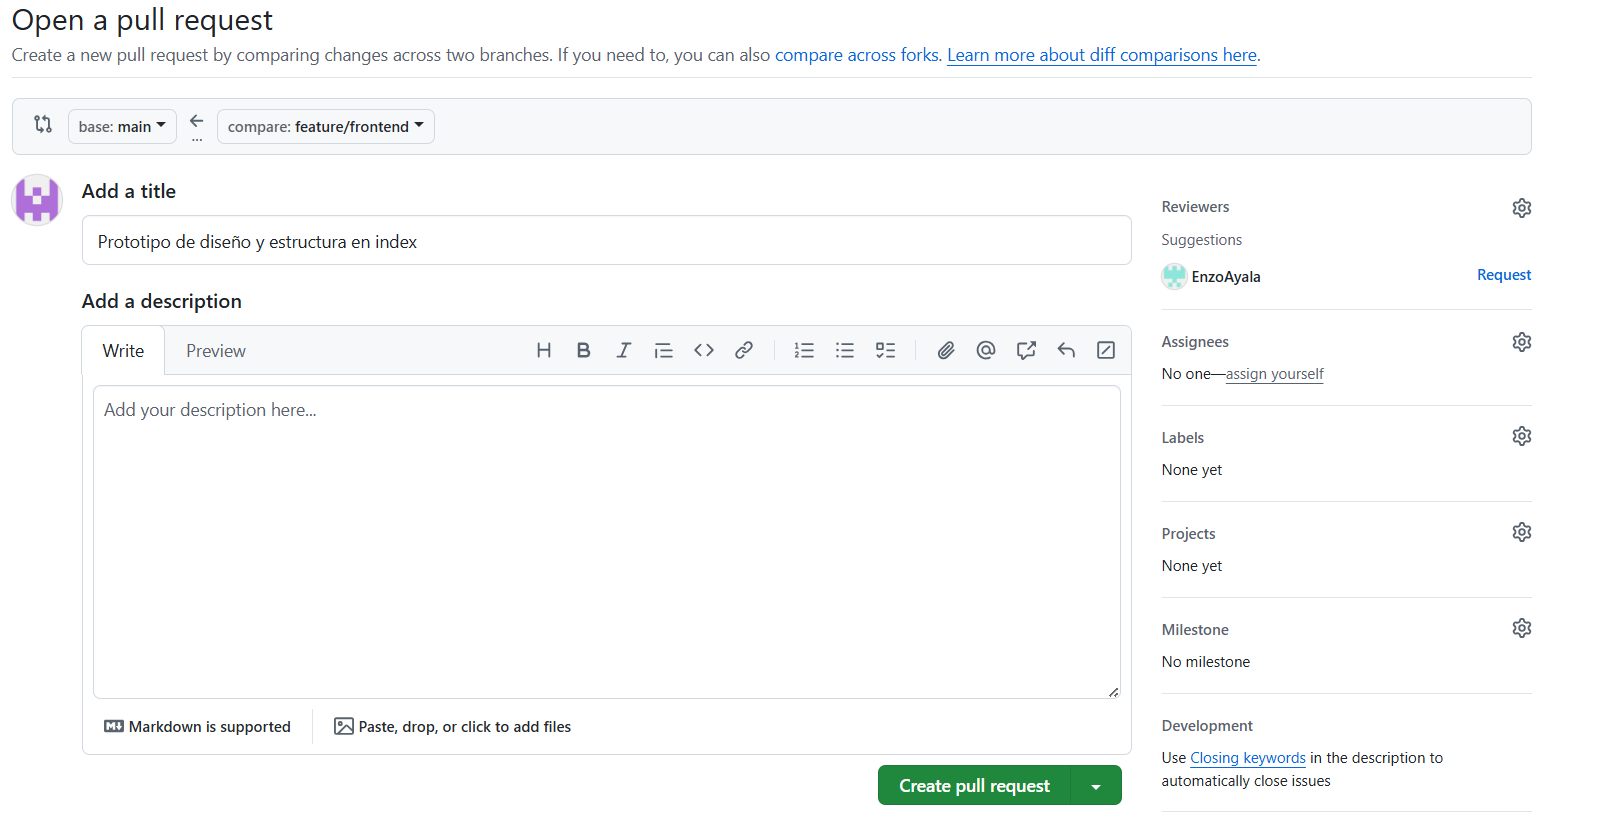 Open a pull request
Create a new pull request by comparing changes across two branches. If you need to, you can also compare across forks. Learn more about diff comparisons here.
base: main
...
compare: feature/frontend
Add a title
Prototipo de diseño y estructura en index
Add a description
Write
Preview
Add your description here...
Markdown is supported
Paste, drop, or click to add files
Create pull request
Reviewers
Suggestions
EnzoAyala
Request
Assignees
No one—assign yourself
Labels
None yet
Projects
None yet
Milestone
No milestone
Development
Use Closing keywords in the description to
automatically close issues